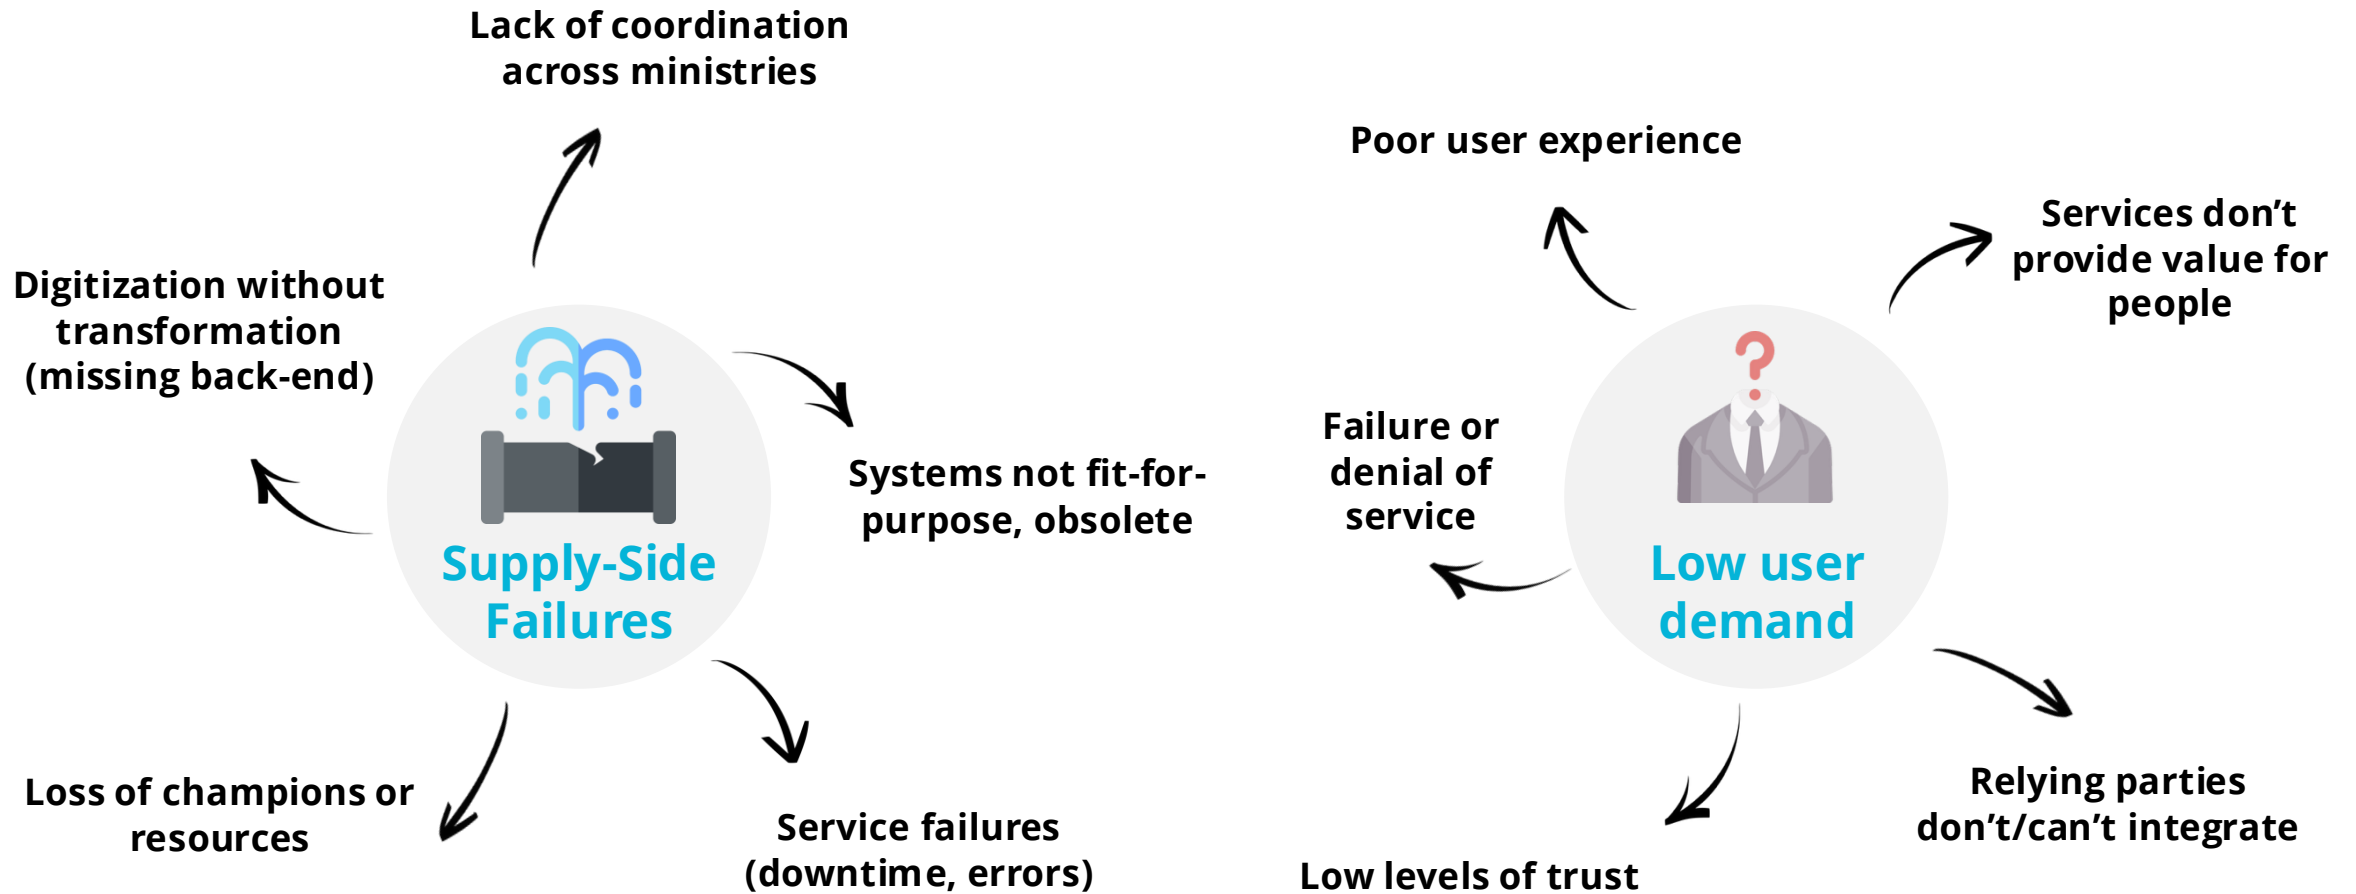 Lack of coordination
across ministries
Digitization without
transformation
(missing back-end)
Systems not fit-for-
purpose, obsolete
Supply-Side
Failures
Loss of champions or
resources
Service failures
(downtime, errors)
Poor user experience
Services don’t
provide value for
people
Failure or
denial of
service
Low user
demand
Relying parties
don’t/can’t integrate
Low levels of trust